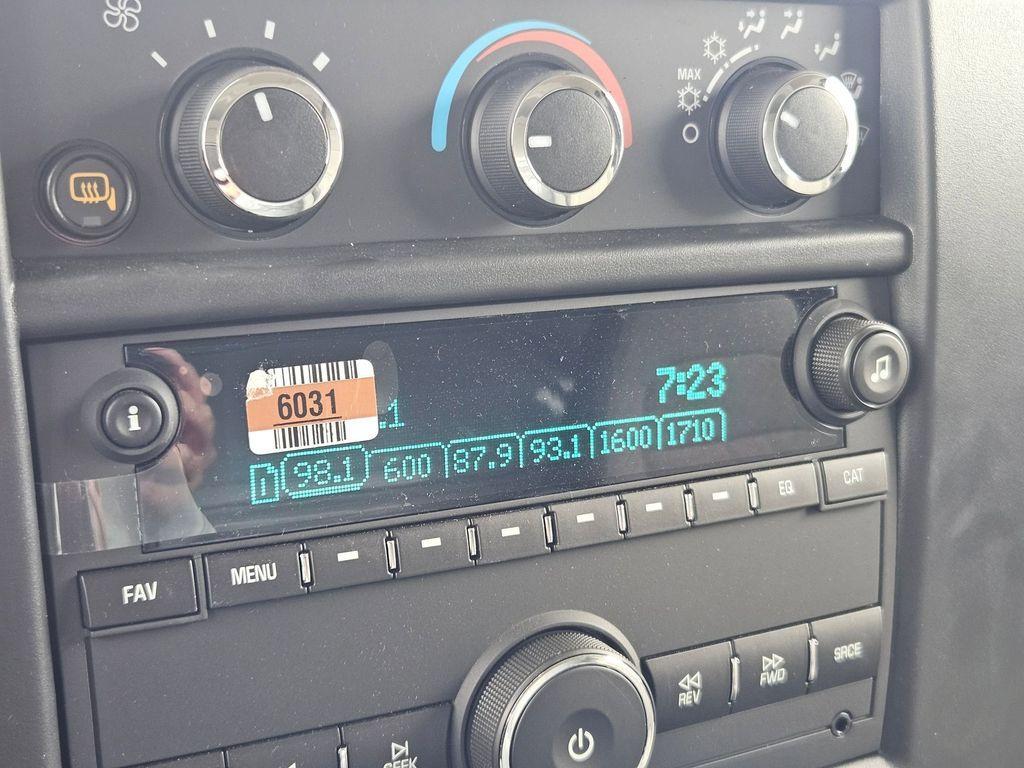 MAX
i
6031
.1
7:23
1 98.1 600 87.9 93.1 1600 1710
FAV
MENU
EQ
CAT
REV
FWD
SRCE
SEEK